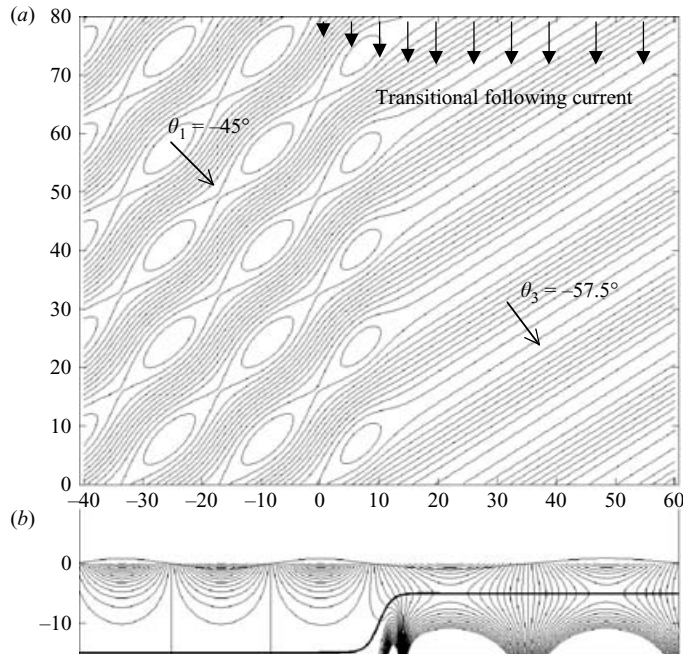 (a)
80
70
60
50
40
30
20
10
0
Transitional following current
θ1 = –45°
θ3 = –57.5°
–40 –30 –20 –10 0 10 20 30 40 50 60
(b)
0
–10